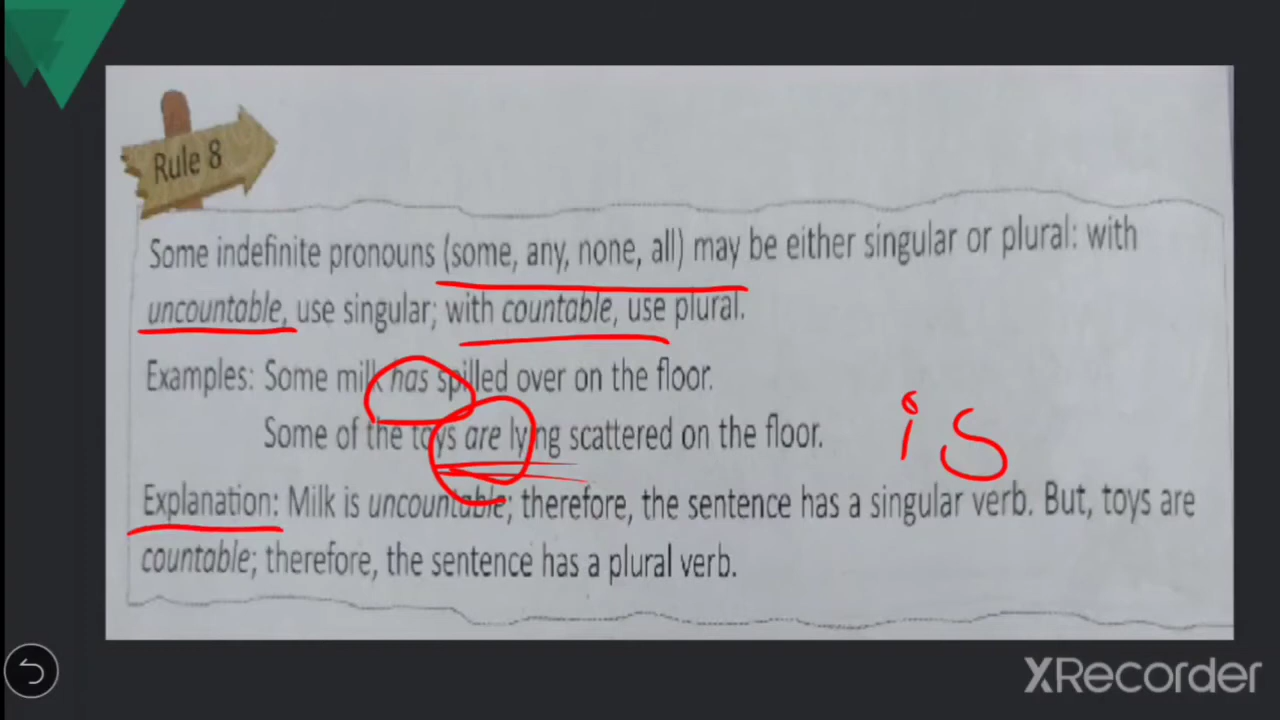 Rule 8
Some indefinite pronouns (some, any, none, all) may be either singular or plural: with
uncountable, use singular; with countable, use plural.
Examples: Some milk has spilled over on the floor.
Some of the toys are lying scattered on the floor.
is
Explanation: Milk is uncountable; therefore, the sentence has a singular verb. But, toys are
countable; therefore, the sentence has a plural verb.
XRecorder